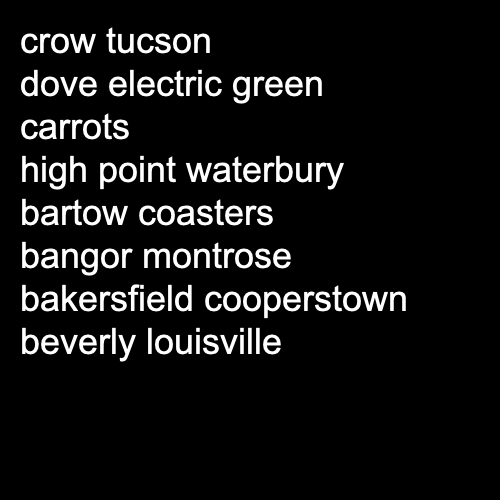 crow tucson
dove electric green
carrots
high point waterbury
bartow coasters
bangor montrose
bakersfield cooperstown
beverly louisville